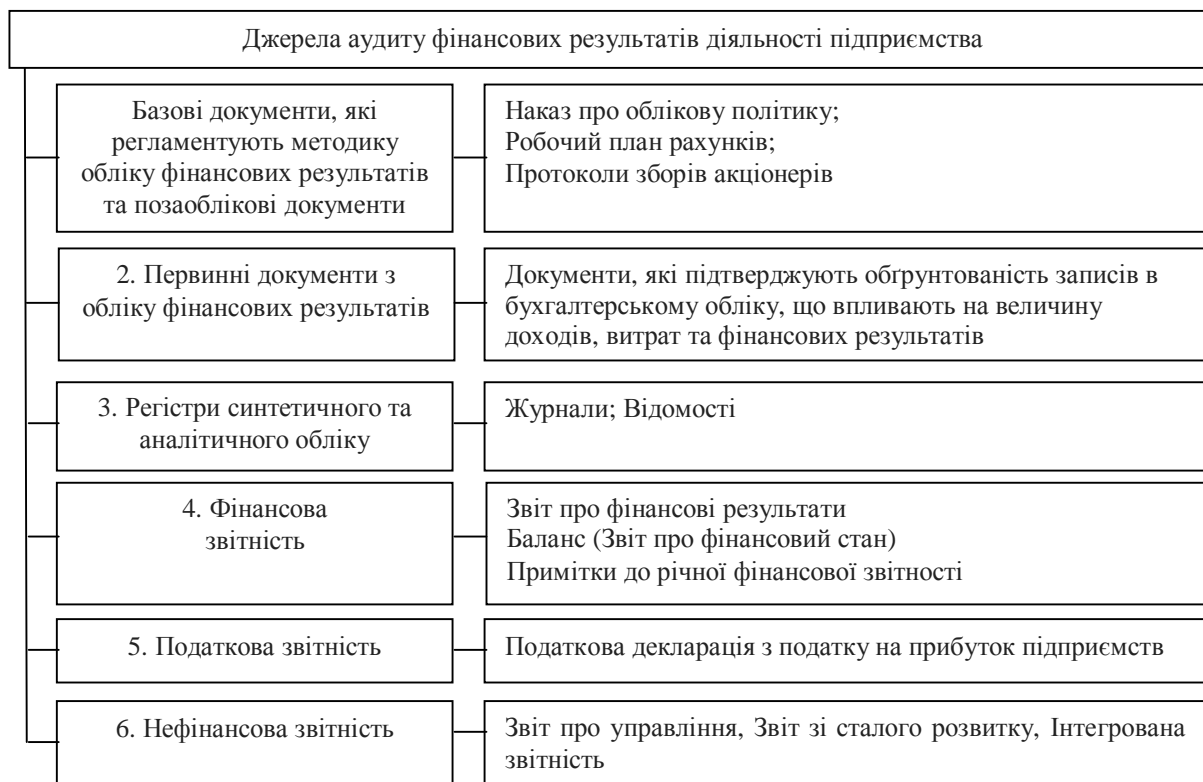 Джерела аудиту фінансових результатів діяльності підприємства
Базові документи, які
регламентують методику
обліку фінансових результатів
та позаоблікові документи
Наказ про облікову політику;
Робочий план рахунків;
Протоколи зборів акціонерів
2. Первинні документи з
обліку фінансових результатів
Документи, які підтверджують обґрунтованість записів в
бухгалтерському обліку, що впливають на величину
доходів, витрат та фінансових результатів
3. Регістри синтетичного та
аналітичного обліку
Журнали; Відомості
4. Фінансова
звітність
Звіт про фінансові результати
Баланс (Звіт про фінансовий стан)
Примітки до річної фінансової звітності
5. Податкова звітність
Податкова декларація з податку на прибуток підприємств
6. Нефінансова звітність
Звіт про управління, Звіт зі сталого розвитку, Інтегрована
звітність